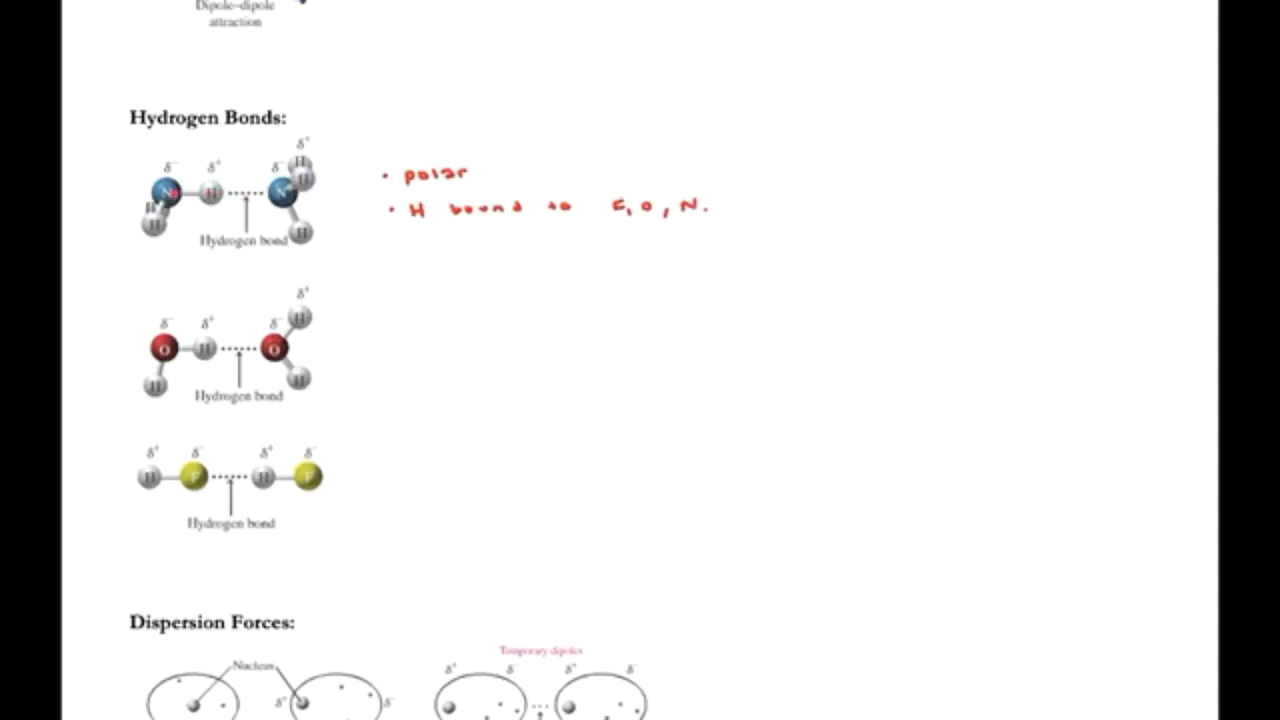 Dipole–dipole
attraction
Hydrogen Bonds:
δ⁻ δ⁺ δ⁻ δ⁺
N H N H H
H H H
Hydrogen bond
• polar
• H bound to F, O, N.
δ⁻ δ⁺ δ⁻ δ⁺
O H O H
H H
Hydrogen bond
δ⁺ δ⁻ δ⁺ δ⁻
H F H F
Hydrogen bond
Dispersion Forces:
Nucleus
δ⁺ δ⁻
Temporary dipoles
δ⁺ δ⁻ δ⁺ δ⁻